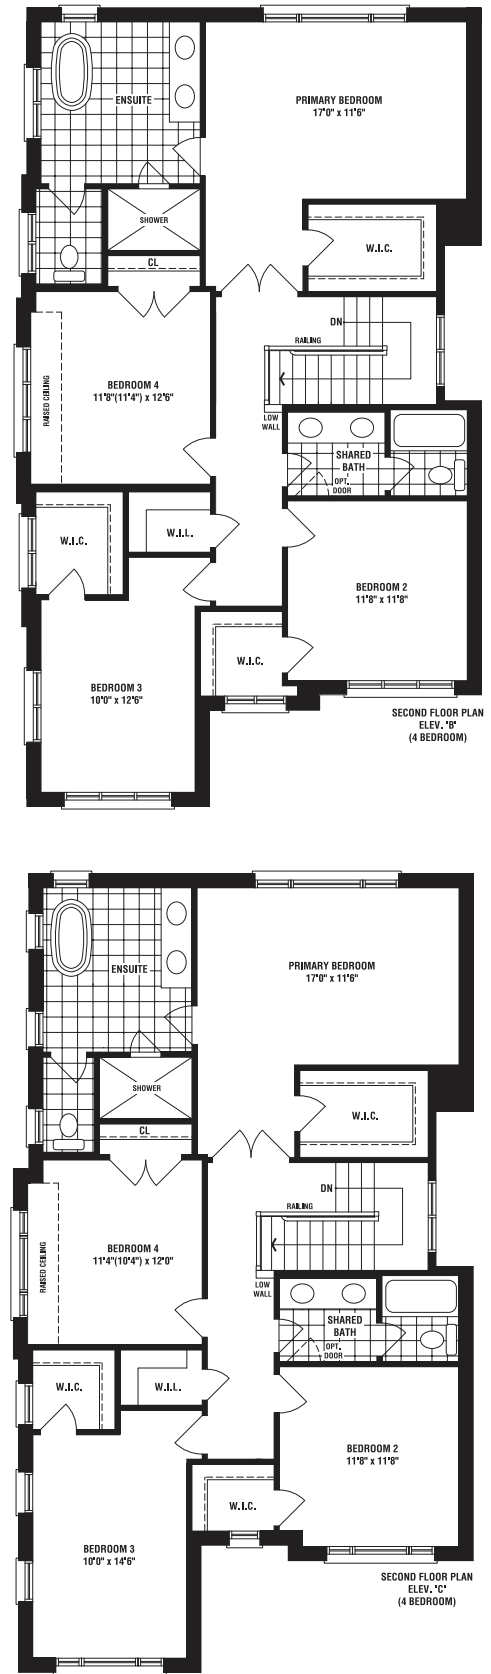 ENSUITE
PRIMARY BEDROOM
17'0" x 11'6"
SHOWER
W.I.C.
CL
DN
RAILING
BEDROOM 4
11'8"(11'4") x 12'6"
RAISED CEILING
LOW
WALL
SHARED
BATH
OPT.
DOOR
W.I.C.
W.I.L.
BEDROOM 2
11'8" x 11'8"
W.I.C.
BEDROOM 3
10'0" x 12'6"
SECOND FLOOR PLAN
ELEV. 'B'
(4 BEDROOM)
ENSUITE
PRIMARY BEDROOM
17'0" x 11'6"
SHOWER
W.I.C.
CL
DN
RAILING
BEDROOM 4
11'4"(10'4") x 12'0"
RAISED CEILING
LOW
WALL
SHARED
BATH
OPT.
DOOR
W.I.C.
W.I.L.
BEDROOM 2
11'8" x 11'8"
W.I.C.
BEDROOM 3
10'0" x 14'6"
SECOND FLOOR PLAN
ELEV. 'C'
(4 BEDROOM)